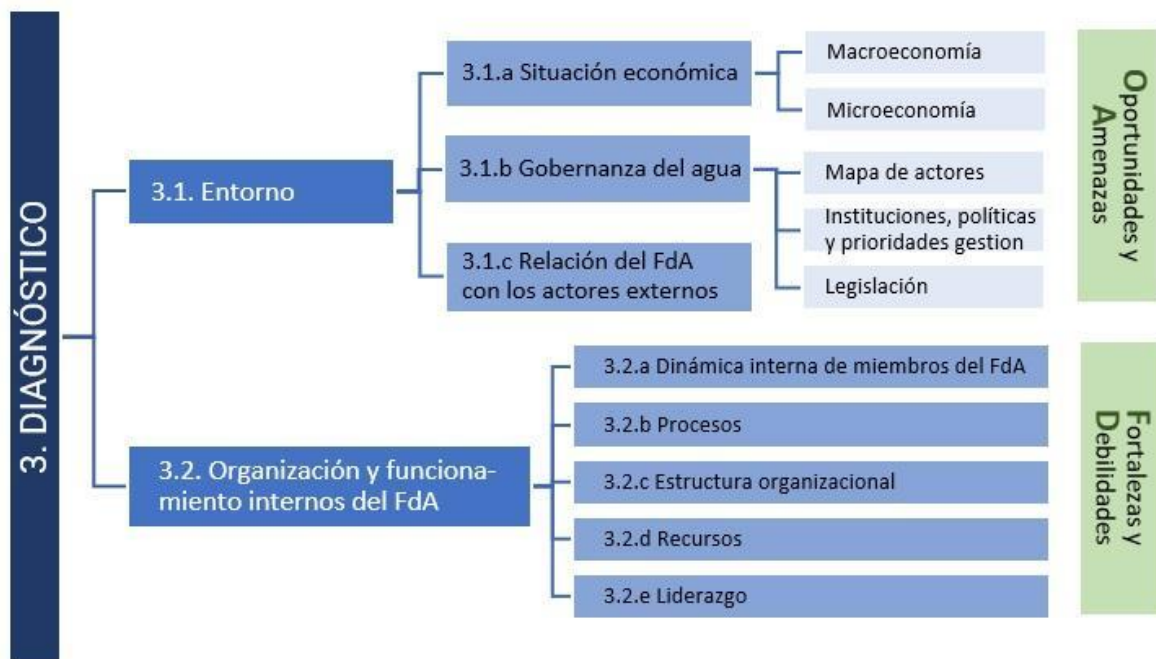 3. DIAGNÓSTICO
3.1. Entorno
3.1.a Situación económica
Macroeconomía
Microeconomía
3.1.b Gobernanza del agua
Mapa de actores
Instituciones, políticas
y prioridades gestion
Legislación
3.1.c Relación del FdA
con los actores externos
Oportunidades y
Amenazas
3.2. Organización y funciona-
miento internos del FdA
3.2.a Dinámica interna de miembros del FdA
3.2.b Procesos
3.2.c Estructura organizacional
3.2.d Recursos
3.2.e Liderazgo
Fortalezas y
Debilidades